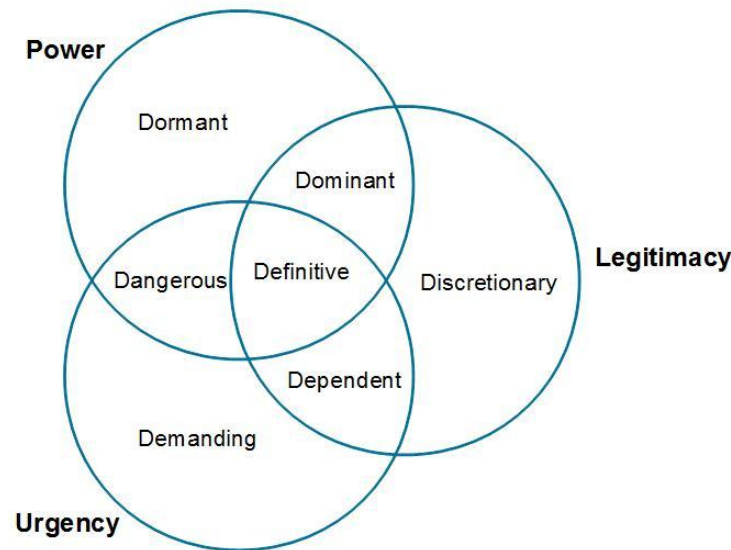 Power
Dormant
Dominant
Legitimacy
Dangerous
Definitive
Discretionary
Dependent
Demanding
Urgency